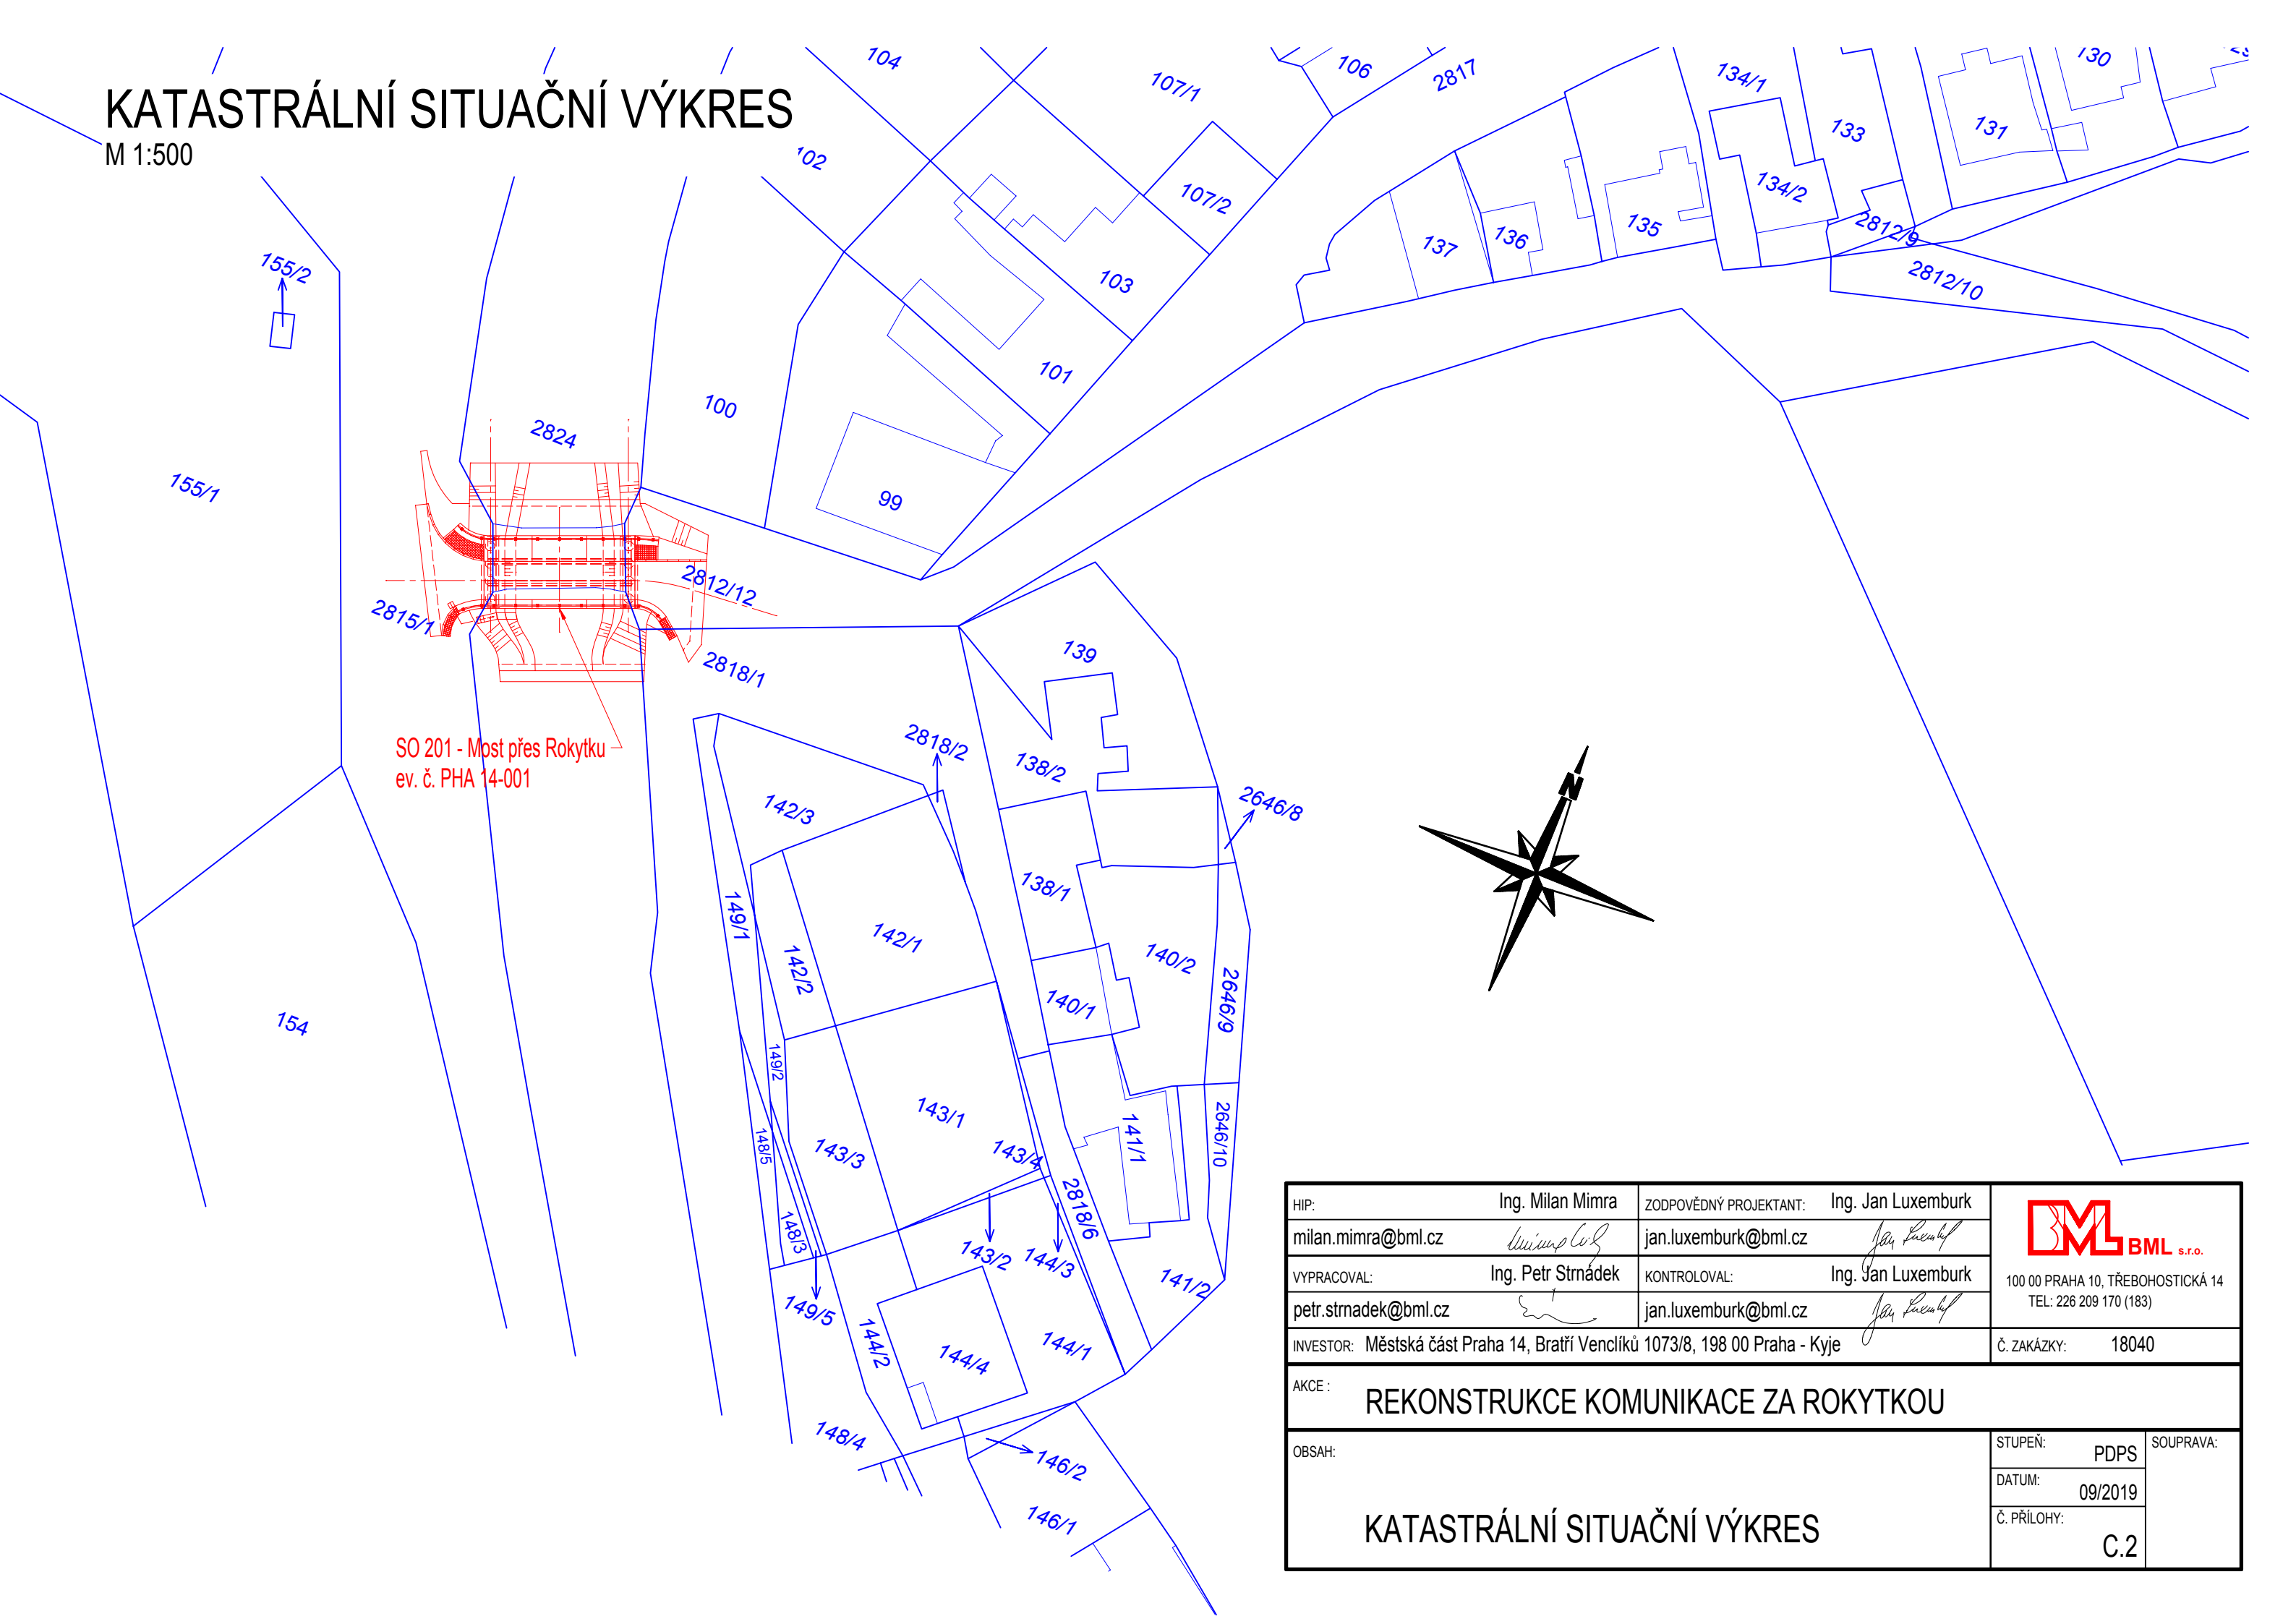 KATASTRÁLNÍ SITUAČNÍ VÝKRES
M 1:500
104
107/1
106
2817
134/1
130
102
107/2
137
136
135
134/2
133
131
2812/9
2812/10
155/2
103
101
100
99
2824
155/1
2812/12
2815/1
2818/1
139
SO 201 - Most přes Rokytku
ev. č. PHA 14-001
2818/2
138/2
142/3
2646/8
N
138/1
149/1
142/1
142/2
140/2
140/1
2646/9
154
149/2
143/1
143/3
143/4
148/5
141/1
2646/10
148/3
2818/6
143/2
144/3
141/2
149/5
144/2
144/4
144/1
148/4
146/2
146/1
HIP: Ing. Milan Mimra
ZODPOVĚDNÝ PROJEKTANT: Ing. Jan Luxemburk
milan.mimra@bml.cz
jan.luxemburk@bml.cz
VYPRACOVAL: Ing. Petr Strnádek
KONTROLOVAL: Ing. Jan Luxemburk
petr.strnadek@bml.cz
jan.luxemburk@bml.cz
BML
BML s.r.o.
100 00 PRAHA 10, TŘEBOHOSTICKÁ 14
TEL: 226 209 170 (183)
INVESTOR: Městská část Praha 14, Bratří Venclíků 1073/8, 198 00 Praha - Kyje
Č. ZAKÁZKY: 18040
AKCE : REKONSTRUKCE KOMUNIKACE ZA ROKYTKOU
OBSAH:
KATASTRÁLNÍ SITUAČNÍ VÝKRES
STUPEŇ: PDPS
SOUPRAVA:
DATUM: 09/2019
Č. PŘÍLOHY: C.2